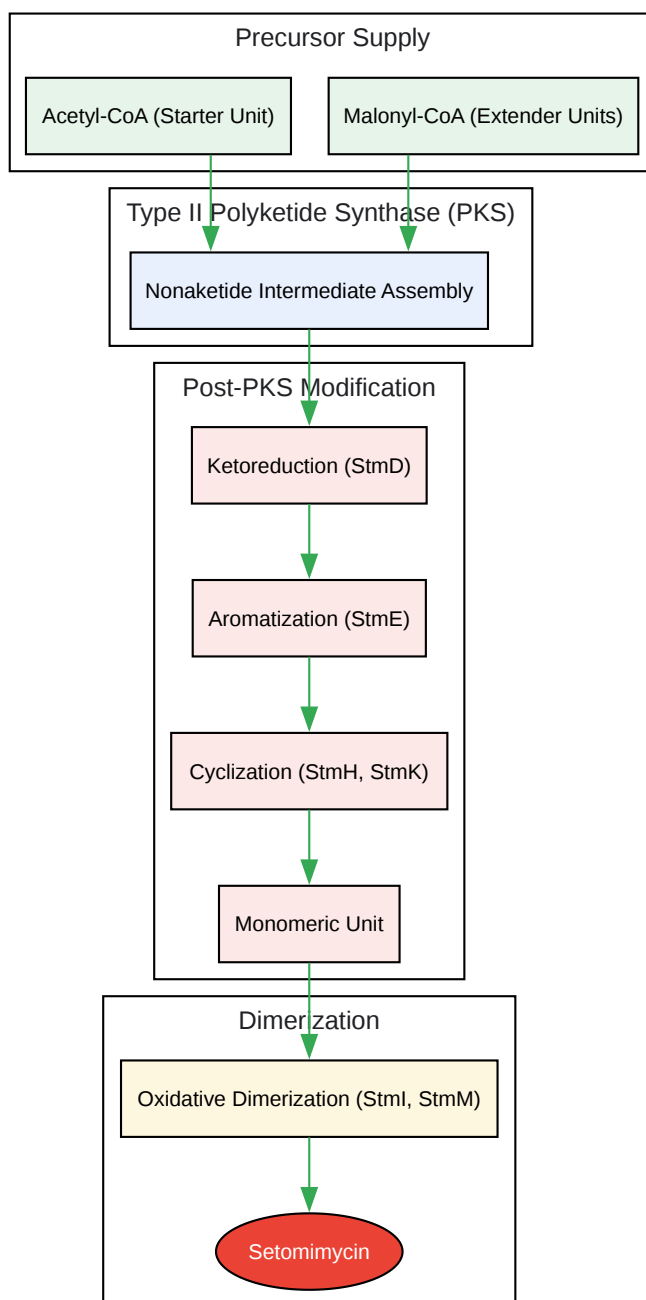 Precursor Supply
Acetyl-CoA (Starter Unit)
Malonyl-CoA (Extender Units)
Type II Polyketide Synthase (PKS)
Nonaketide Intermediate Assembly
Post-PKS Modification
Ketoreduction (StmD)
Aromatization (StmE)
Cyclization (StmH, StmK)
Monomeric Unit
Dimerization
Oxidative Dimerization (StmI, StmM)
Setomimycin